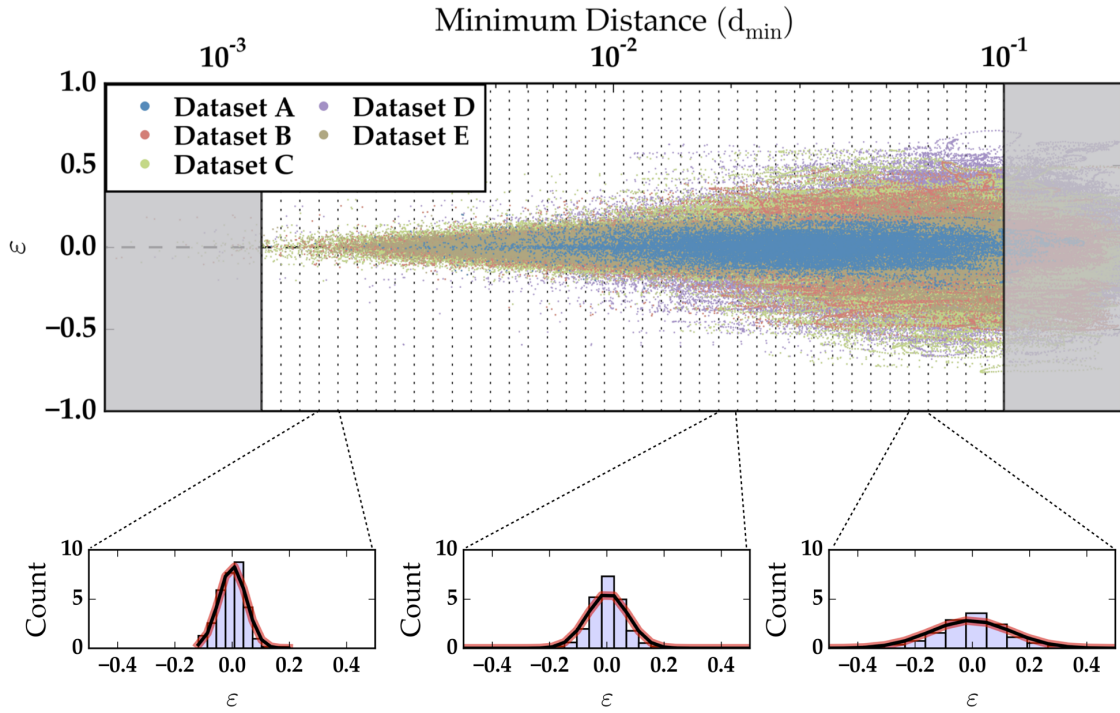 Minimum Distance (d_min)
10^-3 10^-2 10^-1
1.0
Dataset A Dataset D
Dataset B Dataset E
Dataset C
0.5
ε 0.0
−0.5
−1.0
10 10 10
Count 5 Count 5 Count 5
0 0 0
−0.4 −0.2 0.0 0.2 0.4 −0.4 −0.2 0.0 0.2 0.4 −0.4 −0.2 0.0 0.2 0.4
ε ε ε